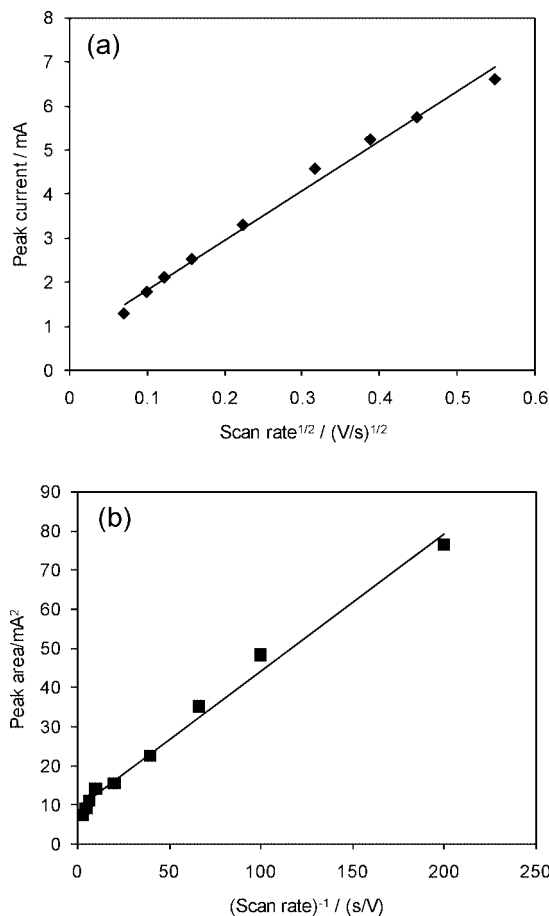 (a)
8
7
6
5
4
3
2
1
0
Peak current / mA
0 0.1 0.2 0.3 0.4 0.5 0.6
Scan rate1/2 / (V/s)1/2
(b)
90
80
70
60
50
40
30
20
10
0
Peak area/mA2
0 50 100 150 200 250
(Scan rate)-1 / (s/V)